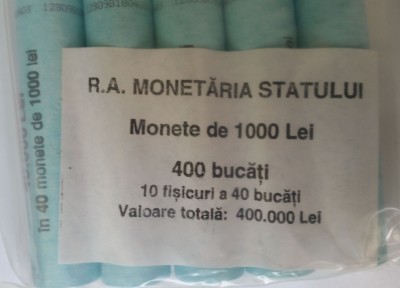 R.A. MONETĂRIA STATULUI
Monete de 1000 Lei
400 bucăți
10 fișicuri a 40 bucăți
Valoare totală: 400.000 Lei
în 40 monete de 1000 lei